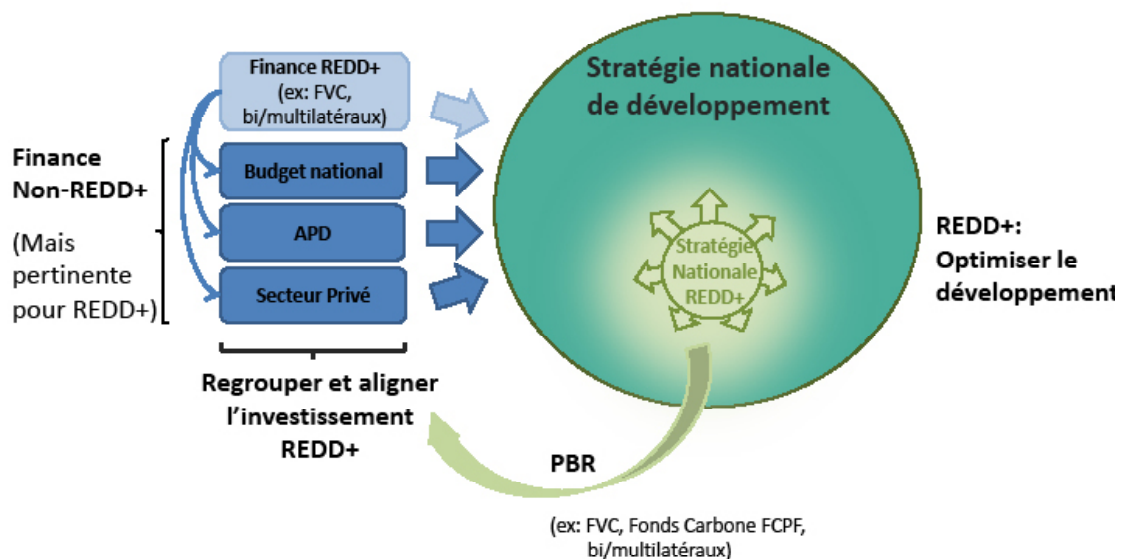 Finance REDD+
(ex: FVC,
bi/multilatéraux)
Finance
Non-REDD+
(Mais
pertinente
pour REDD+)
Budget national
APD
Secteur Privé
Regrouper et aligner
l’investissement
REDD+
Stratégie nationale
de développement
Stratégie
Nationale
REDD+
REDD+:
Optimiser le
développement
PBR
(ex: FVC, Fonds Carbone FCPF,
bi/multilatéraux)